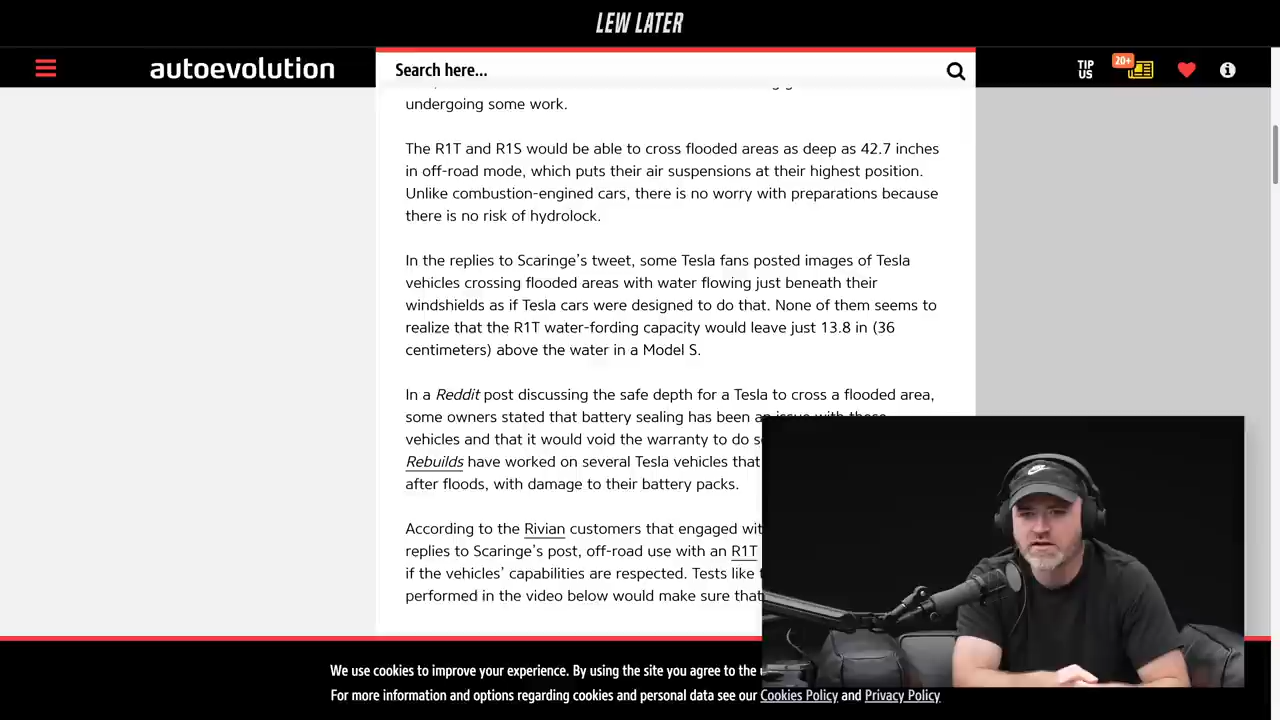 LEW LATER
autoevolution
Search here...
TIP
US
20+
undergoing some work.
The R1T and R1S would be able to cross flooded areas as deep as 42.7 inches
in off-road mode, which puts their air suspensions at their highest position.
Unlike combustion-engined cars, there is no worry with preparations because
there is no risk of hydrolock.
In the replies to Scaringe’s tweet, some Tesla fans posted images of Tesla
vehicles crossing flooded areas with water flowing just beneath their
windshields as if Tesla cars were designed to do that. None of them seems to
realize that the R1T water-fording capacity would leave just 13.8 in (36
centimeters) above the water in a Model S.
In a Reddit post discussing the safe depth for a Tesla to cross a flooded area,
some owners stated that battery sealing has been an issue with these
vehicles and that it would void the warranty to do
Rebuilds have worked on several Tesla vehicles that
after floods, with damage to their battery packs.
According to the Rivian customers that engaged
replies to Scaringe’s post, off-road use with an R1T
if the vehicles’ capabilities are respected. Tests like
performed in the video below would make sure that
We use cookies to improve your experience. By using the site you agree to the
For more information and options regarding cookies and personal data see our Cookies Policy and Privacy Policy